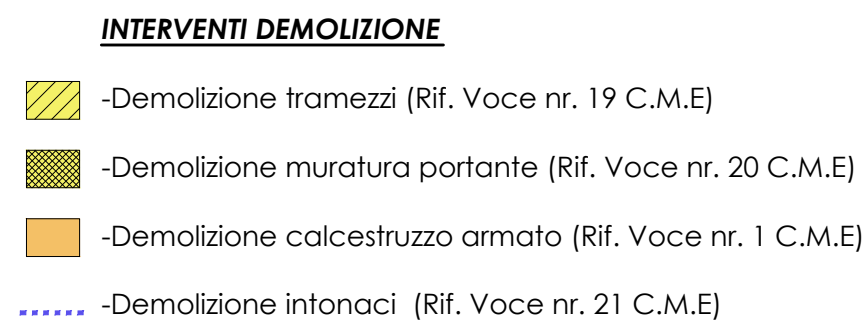 INTERVENTI DEMOLIZIONE
-Demolizione tramezzi (Rif. Voce nr. 19 C.M.E)
-Demolizione muratura portante (Rif. Voce nr. 20 C.M.E)
-Demolizione calcestruzzo armato (Rif. Voce nr. 1 C.M.E)
-Demolizione intonaci (Rif. Voce nr. 21 C.M.E)